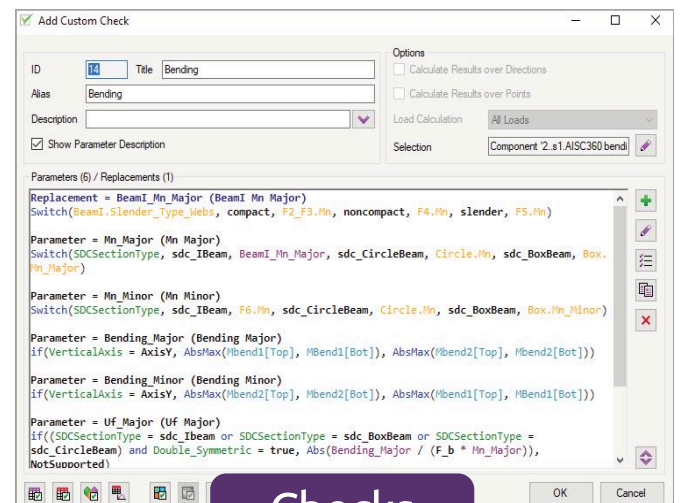 Add Custom Check
Options
ID 14 Title Bending
Calculate Results over Directions
Alias Bending
Calculate Results over Points
Description
Load Calculation All Loads
Show Parameter Description
Selection Component '2..s1.AISC360 bendi
Parameters (6) / Replacements (1)
Replacement = BeamI_Mn_Major (BeamI Mn Major)
Switch(BeamI.Slender_Type_Webs, compact, F2_F3.Mn, noncompact, F4.Mn, slender, F5.Mn)
Parameter = Mn_Major (Mn Major)
Switch(SDCSectionType, sdc_IBeam, BeamI_Mn_Major, sdc_CircleBeam, Circle.Mn, sdc_BoxBeam, Box.
Mn_Major)
Parameter = Mn_Minor (Mn Minor)
Switch(SDCSectionType, sdc_IBeam, F6.Mn, sdc_CircleBeam, Circle.Mn, sdc_BoxBeam, Box.Mn_Minor)
Parameter = Bending_Major (Bending Major)
if(VerticalAxis = AxisY, AbsMax(Mbend1[Top], MBend1[Bot]), AbsMax(Mbend2[Top], Mbend2[Bot]))
Parameter = Bending_Minor (Bending Minor)
if(VerticalAxis = AxisY, AbsMax(Mbend2[Top], MBend2[Bot]), AbsMax(Mbend1[Top], MBend1[Bot]))
Parameter = Uf_Major (Uf Major)
if((SDCSectionType = sdc_Ibeam or SDCSectionType = sdc_BoxBeam or SDCSectionType =
sdc_CircleBeam) and Double_Symmetric = true, Abs(Bending_Major / (F_b * Mn_Major)),
NotSupported)
OK Cancel